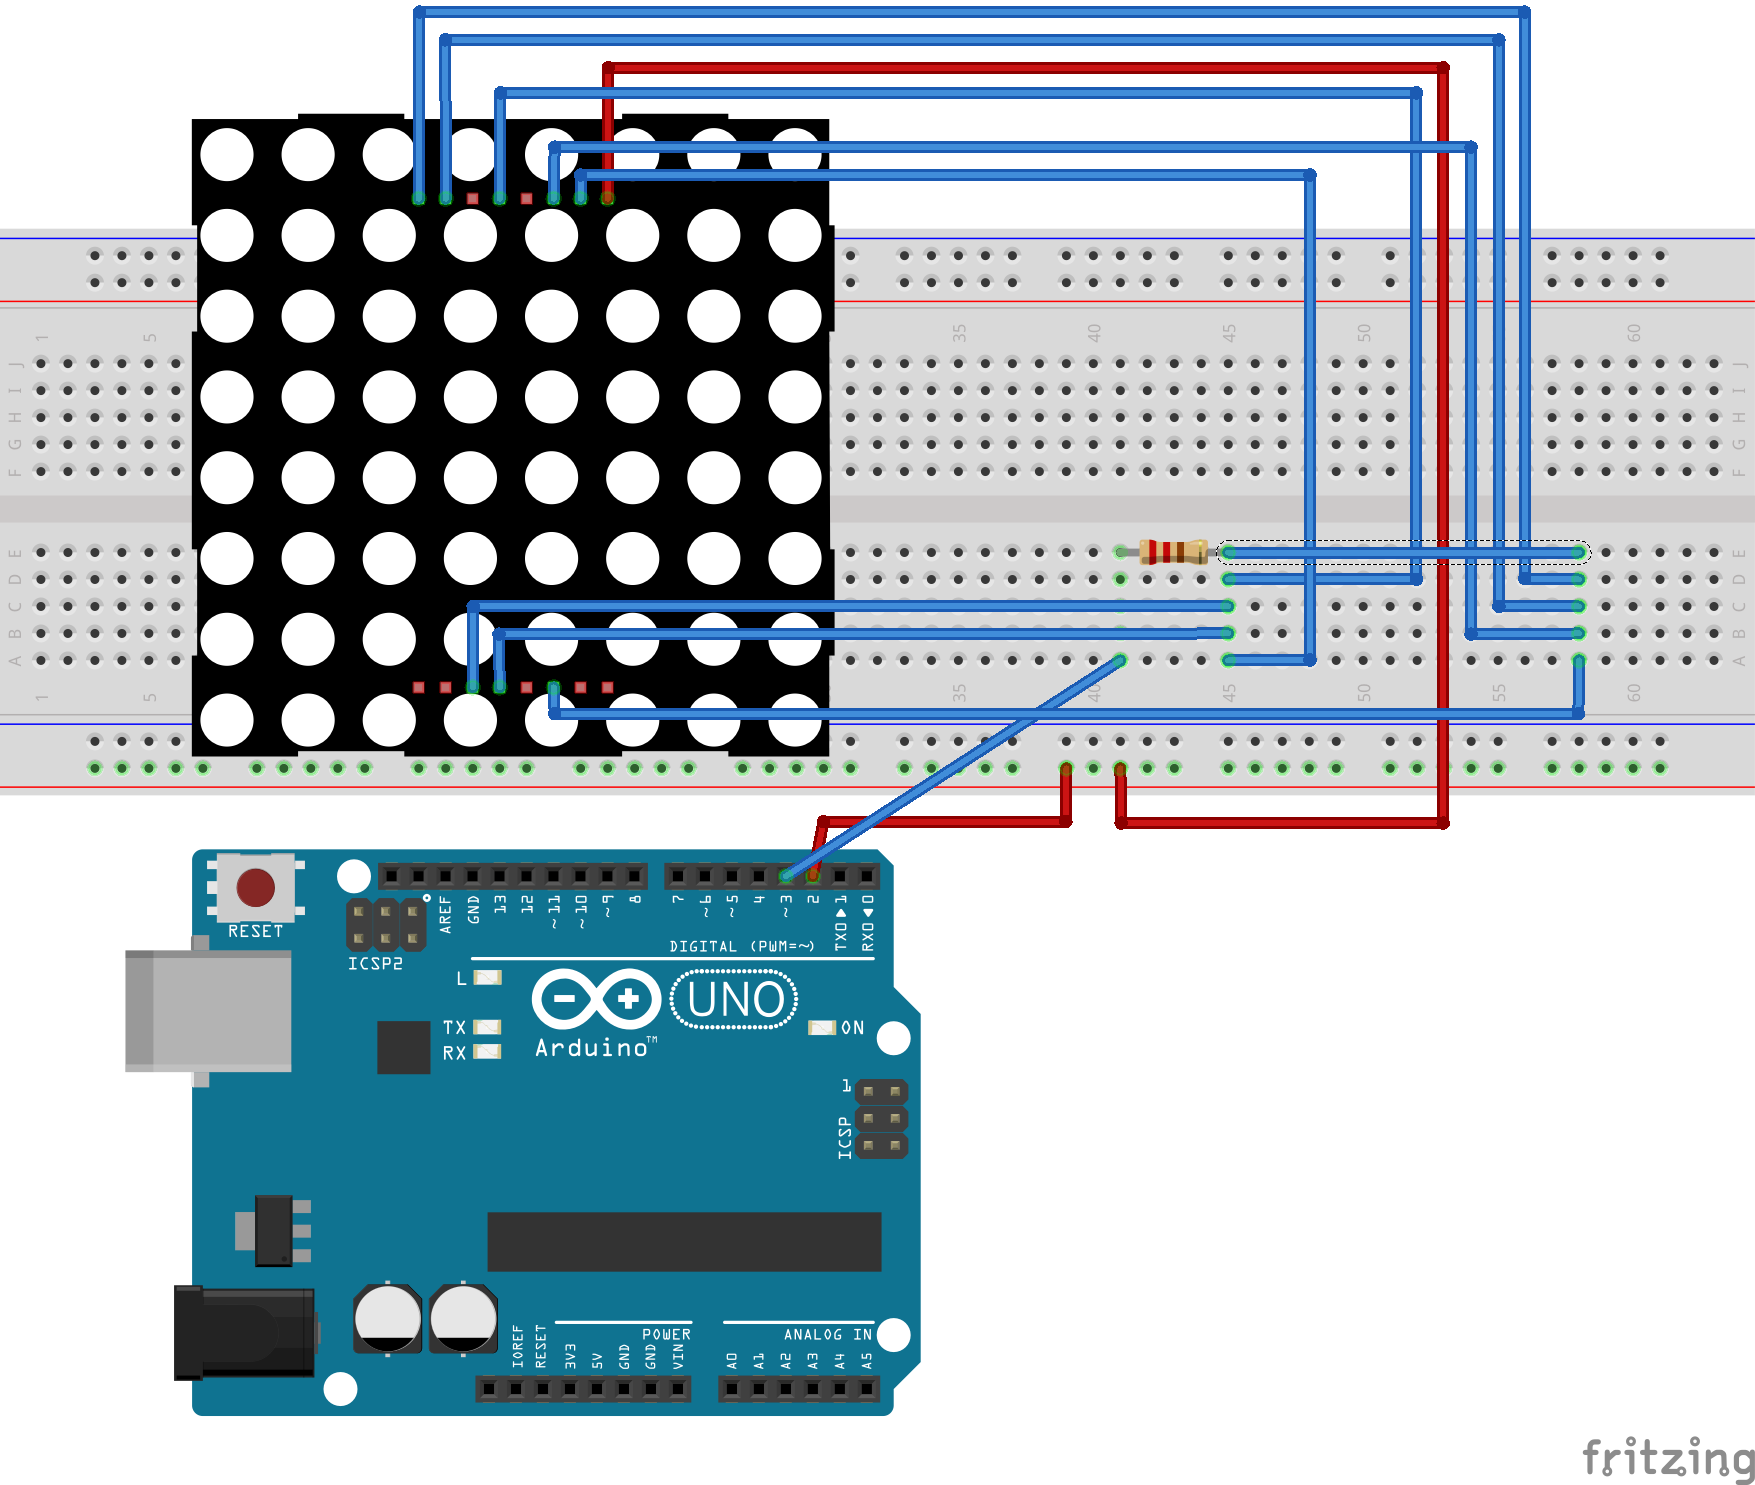 1 5 35 40 45 50 60
J J
I I
H H
G G
F F
E E
D D
C C
B B
A A
1 5 35 40 45 50 55 60
RESET
ICSP2
AREF GND 13 12 ~11 ~10 ~9 8 7 ~6 ~5 4 ~3 2 TX0▶1 RX0◀0
DIGITAL (PWM=~)
L
TX
RX
Arduino™
UNO
ON
1
ICSP
IOREF RESET 3V3 5V GND GND VIN
POWER
A0 A1 A2 A3 A4 A5
ANALOG IN
fritzing